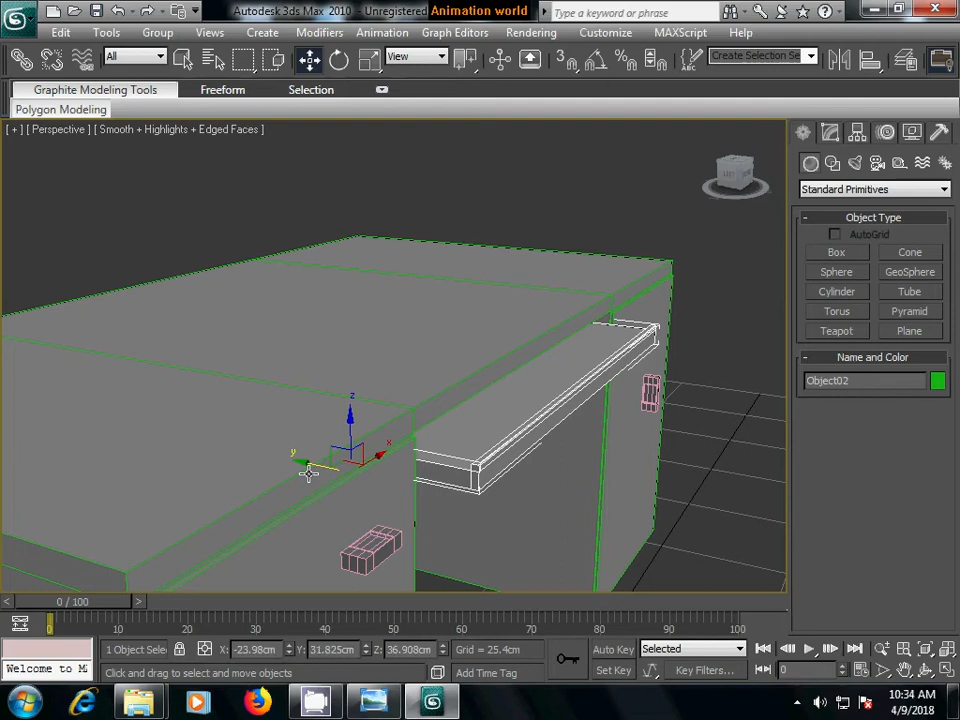 Autodesk 3ds Max 2010 - Unregistered Animation world Type a keyword or phrase
Edit Tools Group Views Create Modifiers Animation Graph Editors Rendering Customize MAXScript Help
All View 3 Create Selection Se
Graphite Modeling Tools Freeform Selection
Polygon Modeling
[ + ] [ Perspective ] [ Smooth + Highlights + Edged Faces ]
Standard Primitives
- Object Type
AutoGrid
Box Cone
Sphere GeoSphere
Cylinder Tube
Torus Pyramid
Teapot Plane
- Name and Color
Object02
z
x
y
< 0 / 100 >
0 10 20 30 40 50 60 70 80 90 100
1 Object Selec X: -23.98cm Y: 31.825cm Z: 36.908cm Grid = 25.4cm Auto Key Selected
Welcome to M Click and drag to select and move objects Add Time Tag Set Key Key Filters... 0
10:34 AM
4/9/2018